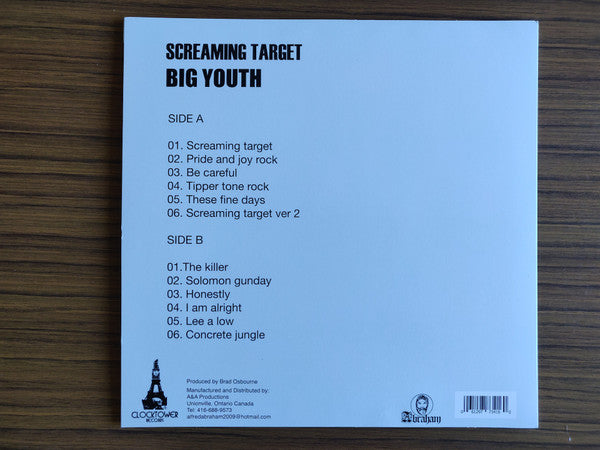 SCREAMING TARGET
BIG YOUTH
SIDE A
01. Screaming target
02. Pride and joy rock
03. Be careful
04. Tipper tone rock
05. These fine days
06. Screaming target ver 2
SIDE B
01.The killer
02. Solomon gunday
03. Honestly
04. I am alright
05. Lee a low
06. Concrete jungle
Produced by Brad Osbourne
Manufactured and Distributed by:
A&A Productions
Unionville, Ontario Canada
Tel: 416-688-9573
alfredabraham2009@hotmail.com
CLOCKTOWER
RECORDS
Abraham